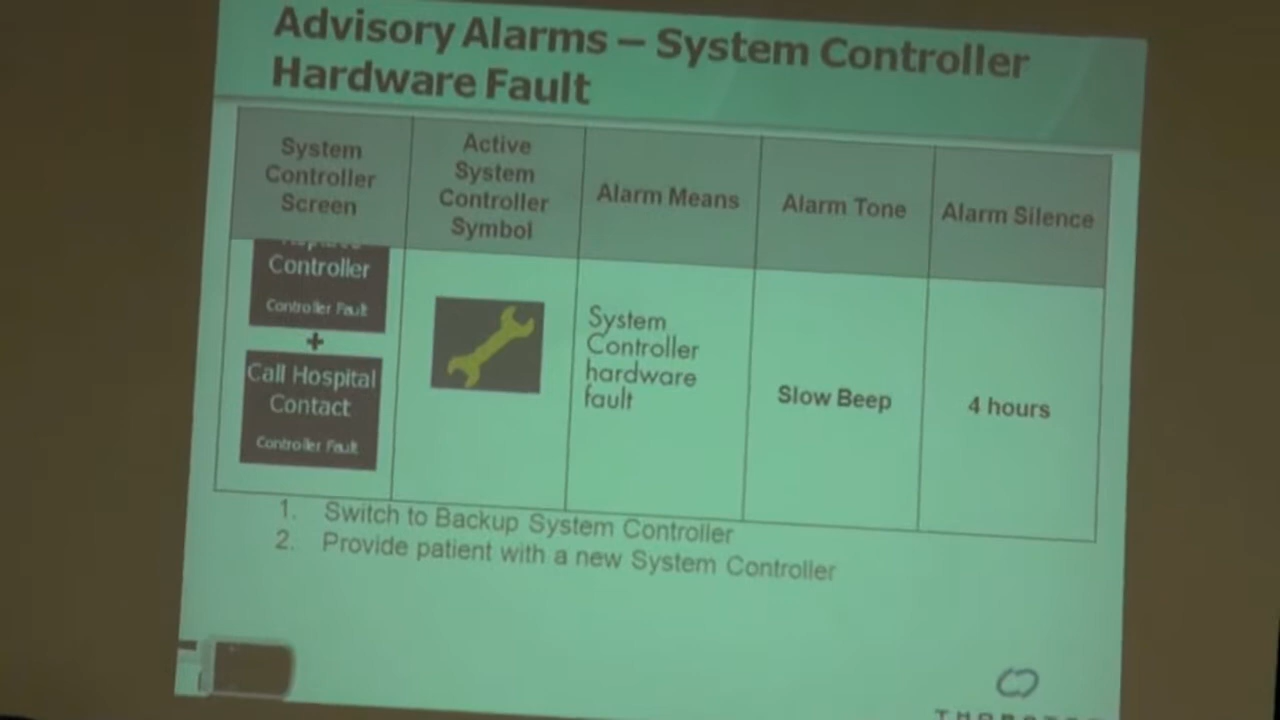 Advisory Alarms – System Controller
Hardware Fault
System
Controller
Screen
Active
System
Controller
Symbol
Alarm Means
Alarm Tone
Alarm Silence
Controller
Controller Fault
+
Call Hospital
Contact
Controller Fault
System
Controller
hardware
fault
Slow Beep
4 hours
1. Switch to Backup System Controller
2. Provide patient with a new System Controller